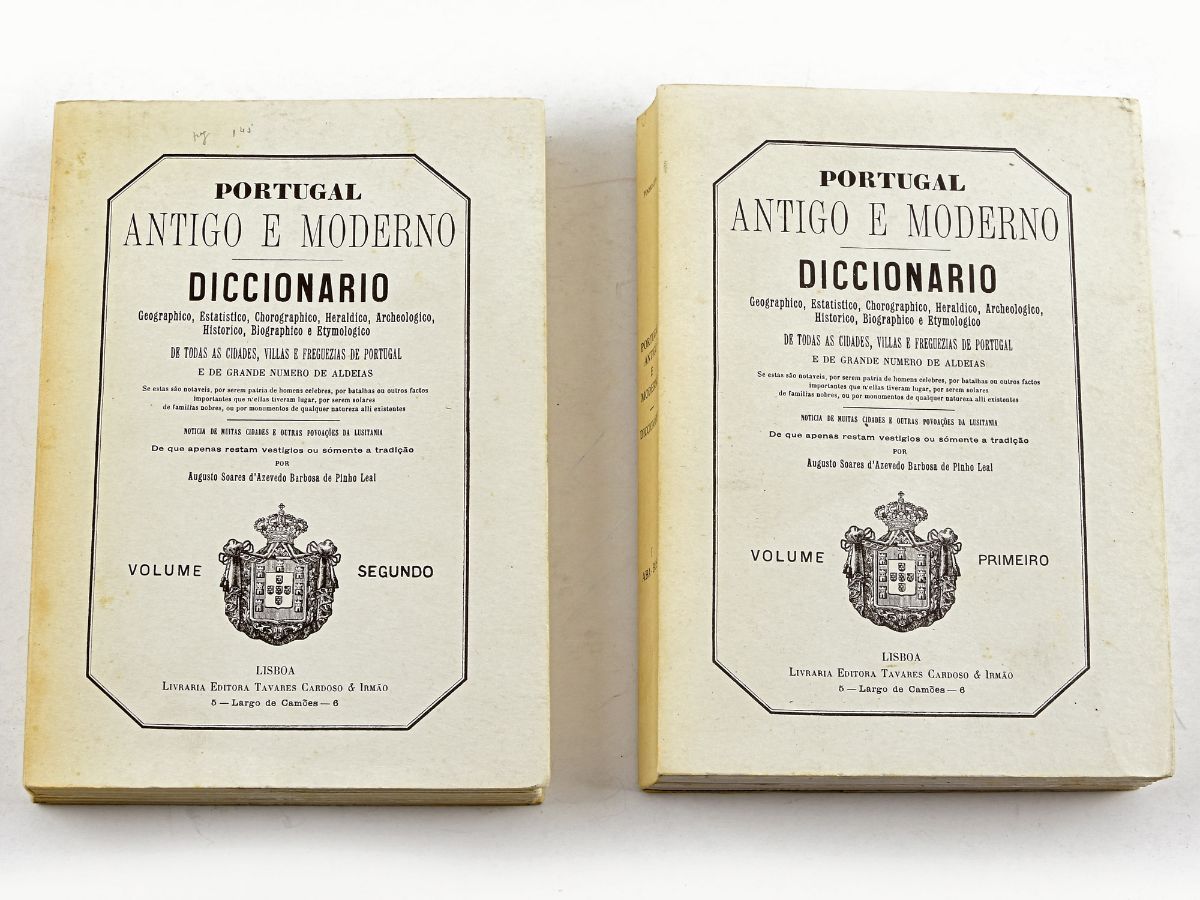 pg 145
PORTUGAL
ANTIGO E MODERNO
DICCIONARIO
Geographico, Estatistico, Chorographico, Heraldico, Archeologico,
Historico, Biographico e Etymologico
DE TODAS AS CIDADES, VILLAS E FREGUEZIAS DE PORTUGAL
E DE GRANDE NUMERO DE ALDEIAS
Se estas são notaveis, por serem patria de homens celebres, por batalhas ou outros factos
importantes que n'ellas tiveram logar, por serem solares
de familias nobres, ou por monumentos de qualquer natureza alli existentes
NOTICIA DE MUITAS CIDADES E OUTRAS POVOAÇÕES DA LUSITANIA
De que apenas restam vestigios ou sómente a tradição
POR
Augusto Soares d'Azevedo Barbosa de Pinho Leal
VOLUME SEGUNDO
LISBOA
LIVRARIA EDITORA TAVARES CARDOSO & IRMÃO
5 — Largo de Camões — 6
PORTUGAL
ANTIGO
E
MODERNO
DICCIONARIO
I
PORTUGAL
ANTIGO E MODERNO
DICCIONARIO
Geographico, Estatistico, Chorographico, Heraldico, Archeologico,
Historico, Biographico e Etymologico
DE TODAS AS CIDADES, VILLAS E FREGUEZIAS DE PORTUGAL
E DE GRANDE NUMERO DE ALDEIAS
Se estas são notaveis, por serem patria de homens celebres, por batalhas ou outros factos
importantes que n'ellas tiveram logar, por serem solares
de familias nobres, ou por monumentos de qualquer natureza alli existentes
NOTICIA DE MUITAS CIDADES E OUTRAS POVOAÇÕES DA LUSITANIA
De que apenas restam vestigios ou sómente a tradição
POR
Augusto Soares d'Azevedo Barbosa de Pinho Leal
VOLUME PRIMEIRO
LISBOA
LIVRARIA EDITORA TAVARES CARDOSO & IRMÃO
5 — Largo de Camões — 6